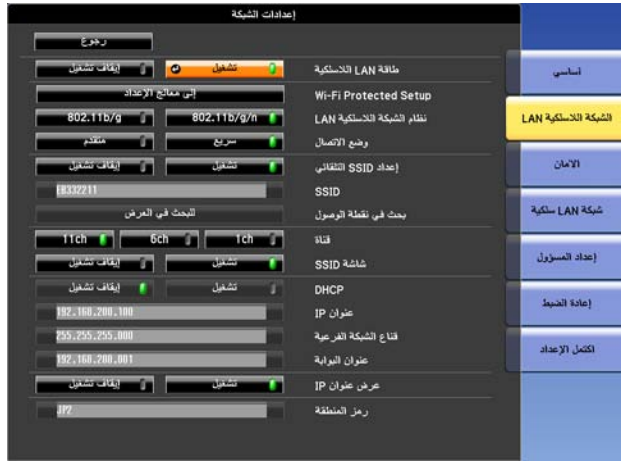 إعدادات الشبكة
رجوع
طاقة LAN اللاسلكية تشغيل إيقاف تشغيل
Wi-Fi Protected Setup إلى معالج الإعداد
نظام الشبكة اللاسلكية LAN 802.11b/g/n 802.11b/g
وضع الاتصال سريع متقدم
إعداد SSID التلقائي تشغيل إيقاف تشغيل
SSID EB332211
بحث في نقطة الوصول للبحث في العرض
قناة 1ch 6ch 11ch
شاشة SSID تشغيل إيقاف تشغيل
DHCP تشغيل إيقاف تشغيل
عنوان IP 192.168.200.100
قناع الشبكة الفرعية 255.255.255.000
عنوان البوابة 192.168.200.001
عرض عنوان IP تشغيل إيقاف تشغيل
رمز المنطقة JP2
أساسي
الشبكة اللاسلكية LAN
الأمان
شبكة LAN سلكية
إعداد المسؤول
إعادة الضبط
اكتمل الإعداد